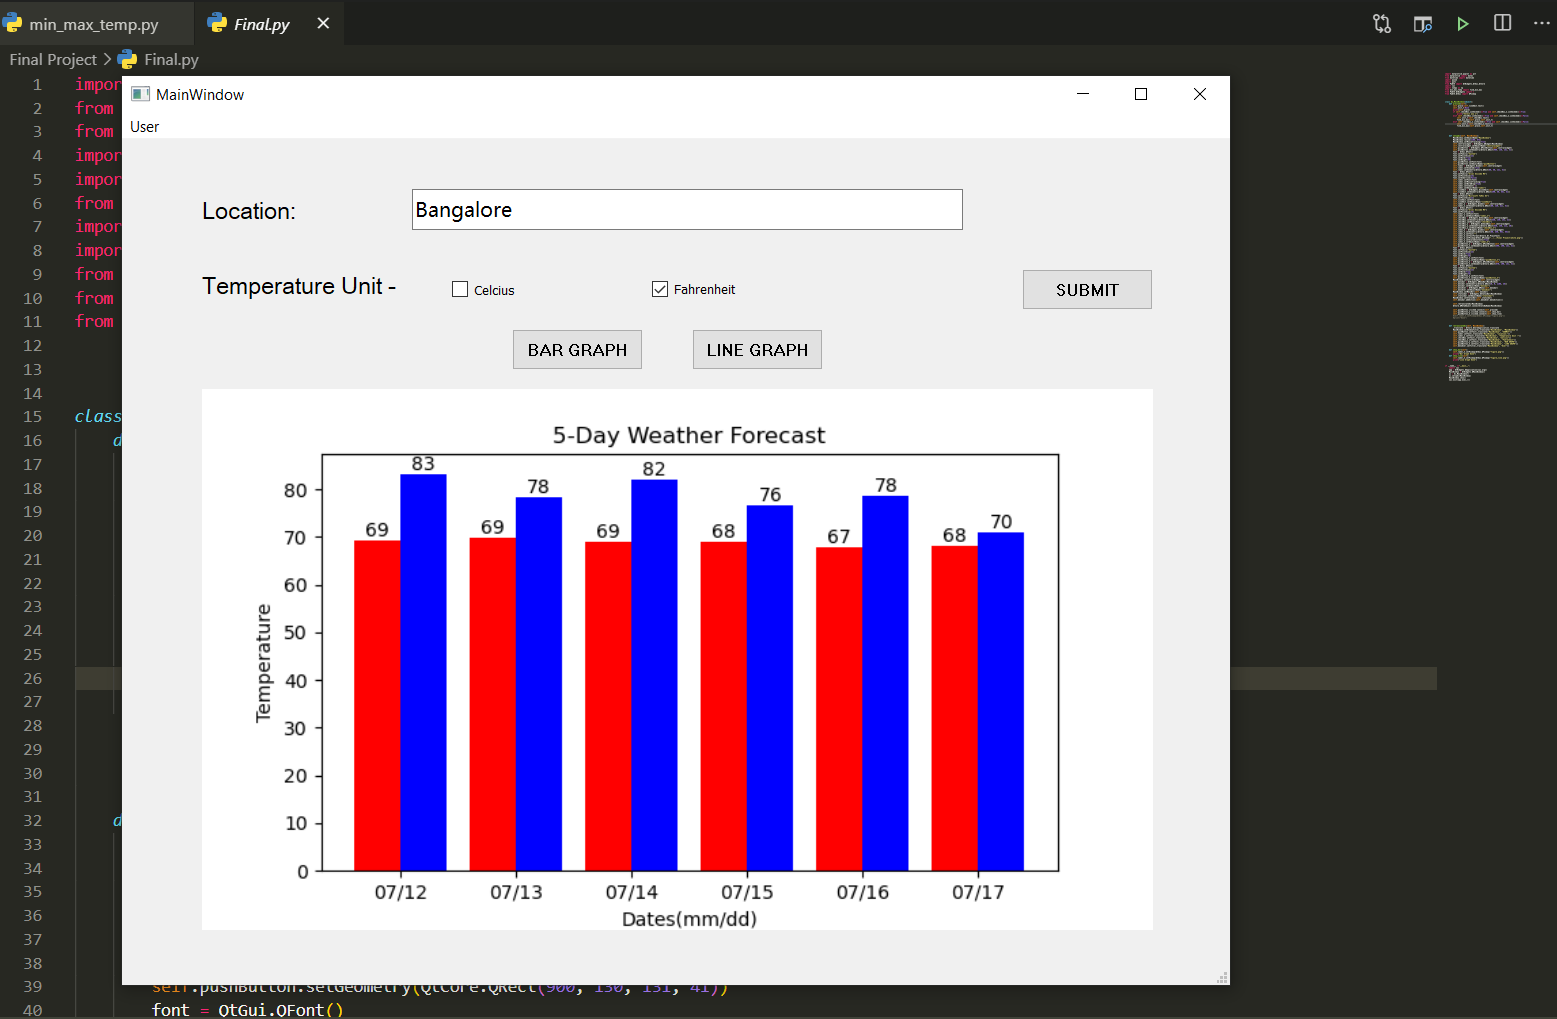 min_max_temp.py
Final.py
Final Project > Final.py
1 impor
2 from
3 from
4 impor
5 impor
6 from
7 impor
8 impor
9 from
10 from
11 from
12
13
14
15 class
16 d
17
18
19
20
21
22
23
24
25
26
27
28
29
30
31
32 d
33
34
35
36
37
38
39 self.pushButton.setGeometry(QtCore.QRect(900, 130, 131, 41))
40 font = QtGui.QFont()
MainWindow
User
Location: Bangalore
Temperature Unit - Celcius Fahrenheit SUBMIT
BAR GRAPH LINE GRAPH
5-Day Weather Forecast
Temperature
80
70
60
50
40
30
20
10
0
69 83 69 78 69 82 68 76 67 78 68 70
07/12 07/13 07/14 07/15 07/16 07/17
Dates(mm/dd)